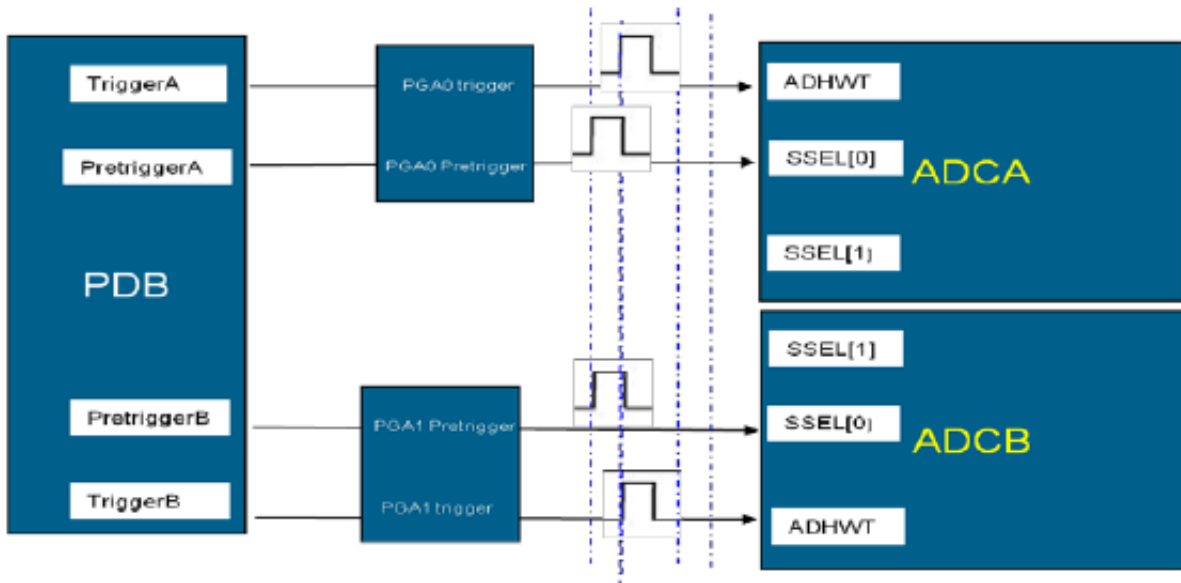 TriggerA
PGA0 trigger
ADHWT
PretriggerA
PGA0 Pretrigger
SSEL[0]
ADCA
SSEL[1]
PDB
SSEL[1]
PretriggerB
PGA1 Pretrigger
SSEL[0]
ADCB
TriggerB
PGA1 trigger
ADHWT